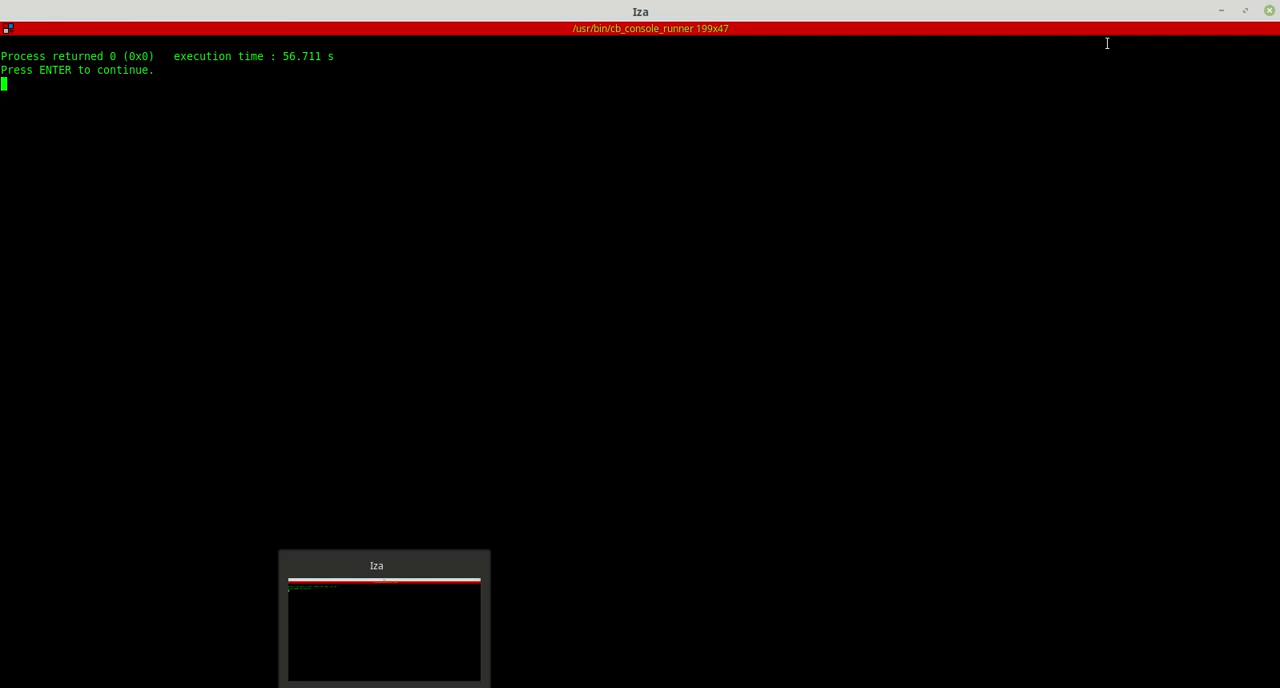 Iza
/usr/bin/cb_console_runner 199x47
Process returned 0 (0x0)   execution time : 56.711 s
Press ENTER to continue.
Iza